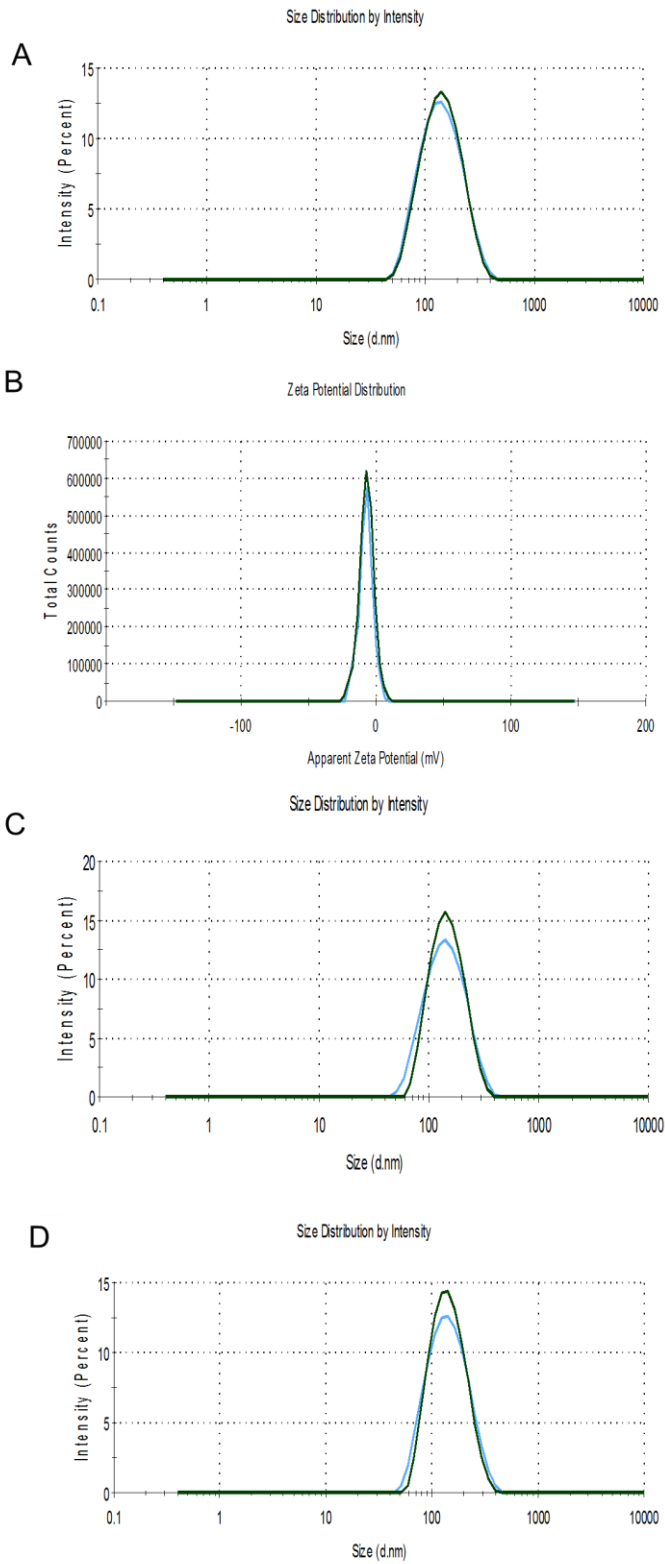 Size Distribution by Intensity
A
15
10
5
0
Intensity (Percent)
0.1 1 10 100 1000 10000
Size (d.nm)
B
Zeta Potential Distribution
700000
600000
500000
400000
300000
200000
100000
0
Total Counts
-100 0 100 200
Apparent Zeta Potential (mV)
Size Distribution by Intensity
C
20
15
10
5
0
Intensity (Percent)
0.1 1 10 100 1000 10000
Size (d.nm)
D
Size Distribution by Intensity
15
10
5
0
Intensity (Percent)
0.1 1 10 100 1000 10000
Size (d.nm)